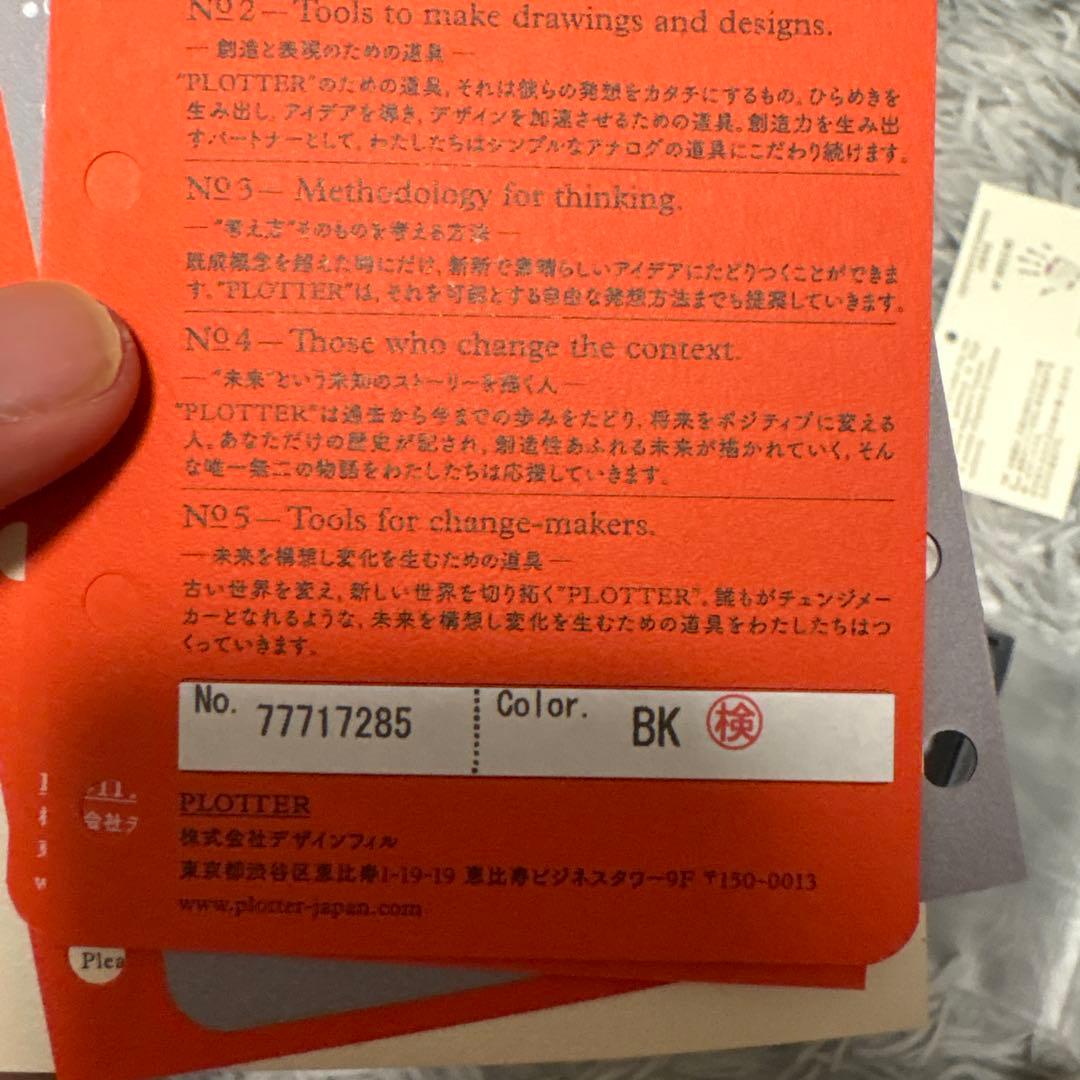 №2 — Tools to make drawings and designs.
— 創造と表現のための道具 —
"PLOTTER"のための道具。それは彼らの発想をカタチにするもの。ひらめきを
生み出し、アイデアを導き、デザインを加速させるための道具。創造力を生み出
すパートナーとして、わたしたちはシンプルなアナログの道具にこだわり続けます。
№3 — Methodology for thinking.
— "考え方"そのものを考える方法 —
既成概念を超えた時にだけ、斬新で素晴らしいアイデアにたどりつくことができま
す。"PLOTTER"は、それを可能とする自由な発想方法までも提案していきます。
№4 — Those who change the context.
— "未来"という未知のストーリーを描く人 —
"PLOTTER"は過去から今までの歩みをたどり、将来をポジティブに変える
人。あなただけの歴史が記され、創造性あふれる未来が描かれていく、そん
な唯一無二の物語をわたしたちは応援していきます。
№5 — Tools for change-makers.
— 未来を構想し変化を生むための道具 —
古い世界を変え、新しい世界を切り拓く"PLOTTER"。誰もがチェンジメー
カーとなれるような、未来を構想し変化を生むための道具をわたしたちはつ
くっていきます。
No. 77717285 Color. BK 検
PLOTTER
株式会社デザインフィル
東京都渋谷区恵比寿1-19-19 恵比寿ビジネスタワー9F 〒150-0013
www.plotter-japan.com
会社デ
Plea